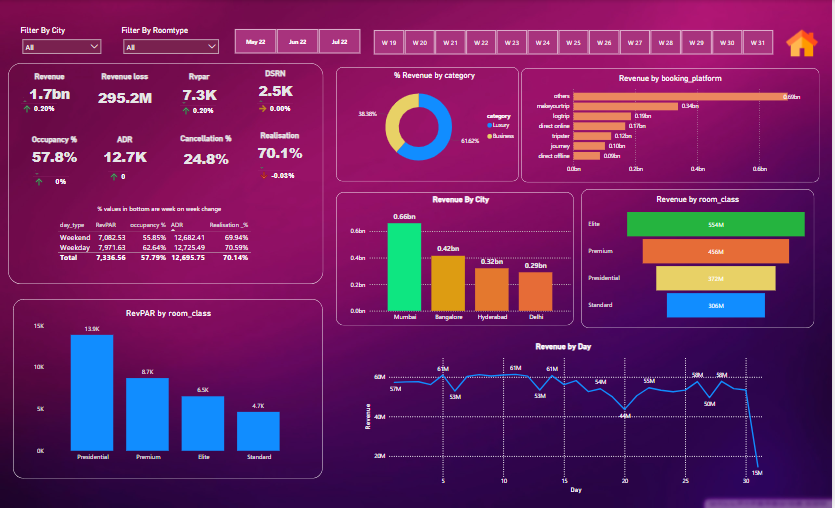 Filter By City
Filter By Roomtype
All
All
May 22
Jun 22
Jul 22
W 19
W 20
W 21
W 22
W 23
W 24
W 25
W 26
W 27
W 28
W 29
W 30
W 31
Revenue
1.7bn
0.20%
Revenue loss
295.2M
Rvpar
7.3K
0.20%
DSRN
2.5K
0.00%
Occupancy %
57.8%
0%
ADR
12.7K
0
Cancellation %
24.8%
Realisation
70.1%
-0.03%
% values in bottom are week on week change
day_type RevPAR occupancy % ADR Realisation _%
Weekend 7,082.53 55.85% 12,682.41 69.94%
Weekday 7,971.63 62.64% 12,725.49 70.59%
Total 7,336.56 57.79% 12,695.75 70.14%
% Revenue by category
38.38%
61.62%
category
Luxury
Business
Revenue by booking_platform
others 0.69bn
makeyourtrip 0.34bn
logtrip 0.19bn
direct online 0.17bn
tripster 0.12bn
journey 0.10bn
direct offline 0.09bn
0.0bn 0.2bn 0.4bn 0.6bn
Revenue By City
0.6bn
0.4bn
0.2bn
0.0bn
0.66bn
0.42bn
0.32bn
0.29bn
Mumbai Bangalore Hyderabad Delhi
Revenue by room_class
Elite 554M
Premium 456M
Presidential
Standard 306M
RevPAR by room_class
15K
10K
5K
0K
13.9K
8.7K
6.5K
4.7K
Presidential Premium Elite Standard
Revenue by Day
Revenue
60M
40M
20M
57M
61M
53M
61M
53M
61M
54M
44M
55M
58M
50M
58M
15M
5 10 15 20 25 30
Day